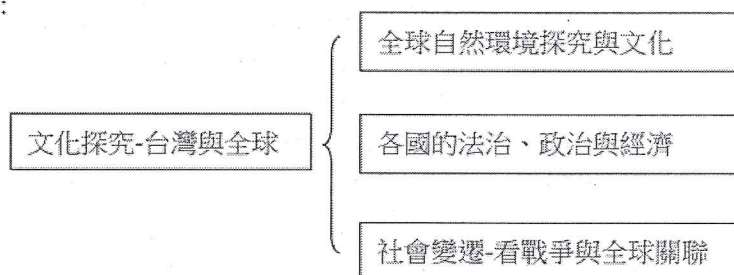 :
全球自然環境探究與文化
文化探究-台灣與全球
各國的法治、政治與經濟
社會變遷-看戰爭與全球關聯